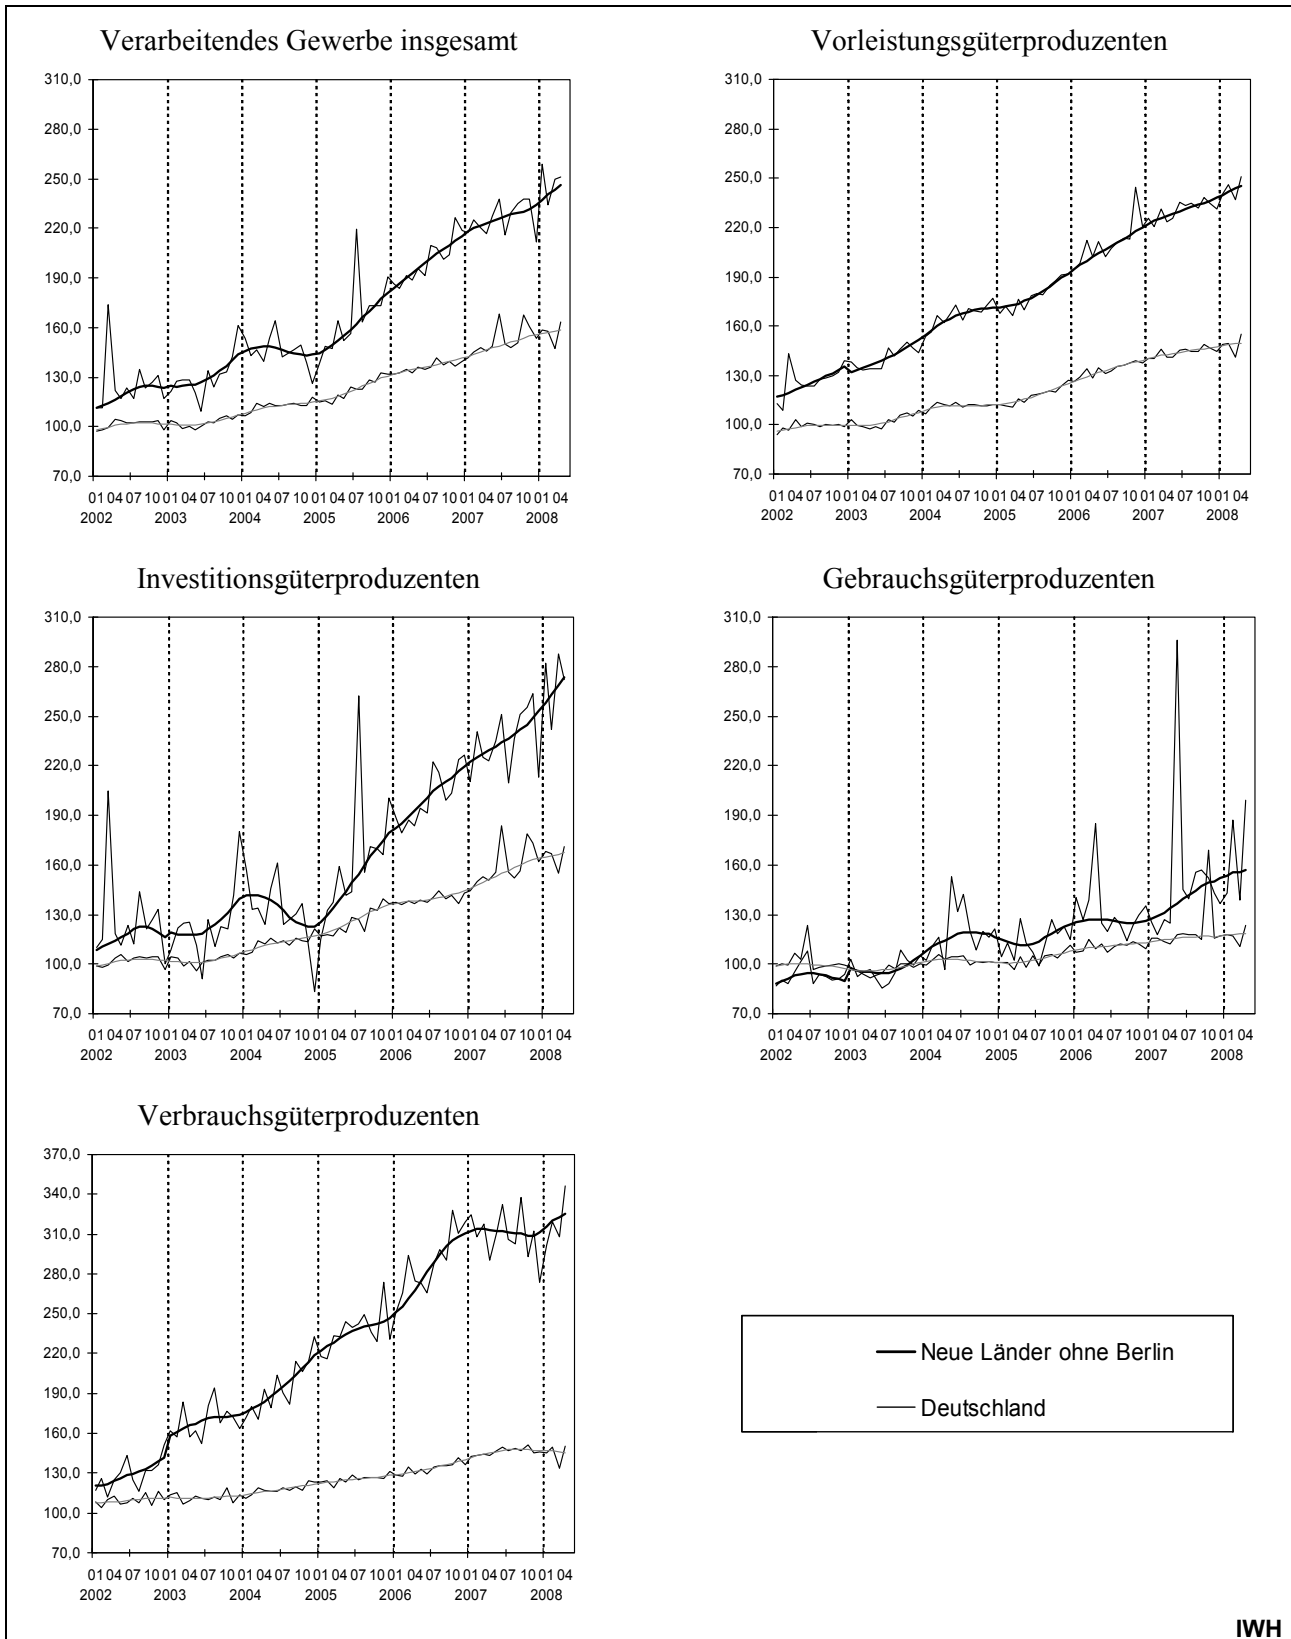 Verarbeitendes Gewerbe insgesamt
310,0
280,0
250,0
220,0
190,0
160,0
130,0
100,0
70,0
01 04 07 10 01 04 07 10 01 04 07 10 01 04 07 10 01 04 07 10 01 04 07 10 01 04
2002 2003 2004 2005 2006 2007 2008
Vorleistungsgüterproduzenten
310,0
280,0
250,0
220,0
190,0
160,0
130,0
100,0
70,0
01 04 07 10 01 04 07 10 01 04 07 10 01 04 07 10 01 04 07 10 01 04 07 10 01 04
2002 2003 2004 2005 2006 2007 2008
Investitionsgüterproduzenten
310,0
280,0
250,0
220,0
190,0
160,0
130,0
100,0
70,0
01 04 07 10 01 04 07 10 01 04 07 10 01 04 07 10 01 04 07 10 01 04 07 10 01 04
2002 2003 2004 2005 2006 2007 2008
Gebrauchsgüterproduzenten
310,0
280,0
250,0
220,0
190,0
160,0
130,0
100,0
70,0
01 04 07 10 01 04 07 10 01 04 07 10 01 04 07 10 01 04 07 10 01 04 07 10 01 04
2002 2003 2004 2005 2006 2007 2008
Verbrauchsgüterproduzenten
370,0
340,0
310,0
280,0
250,0
220,0
190,0
160,0
130,0
100,0
70,0
01 04 07 10 01 04 07 10 01 04 07 10 01 04 07 10 01 04 07 10 01 04 07 10 01 04
2002 2003 2004 2005 2006 2007 2008
Neue Länder ohne Berlin
Deutschland
IWH